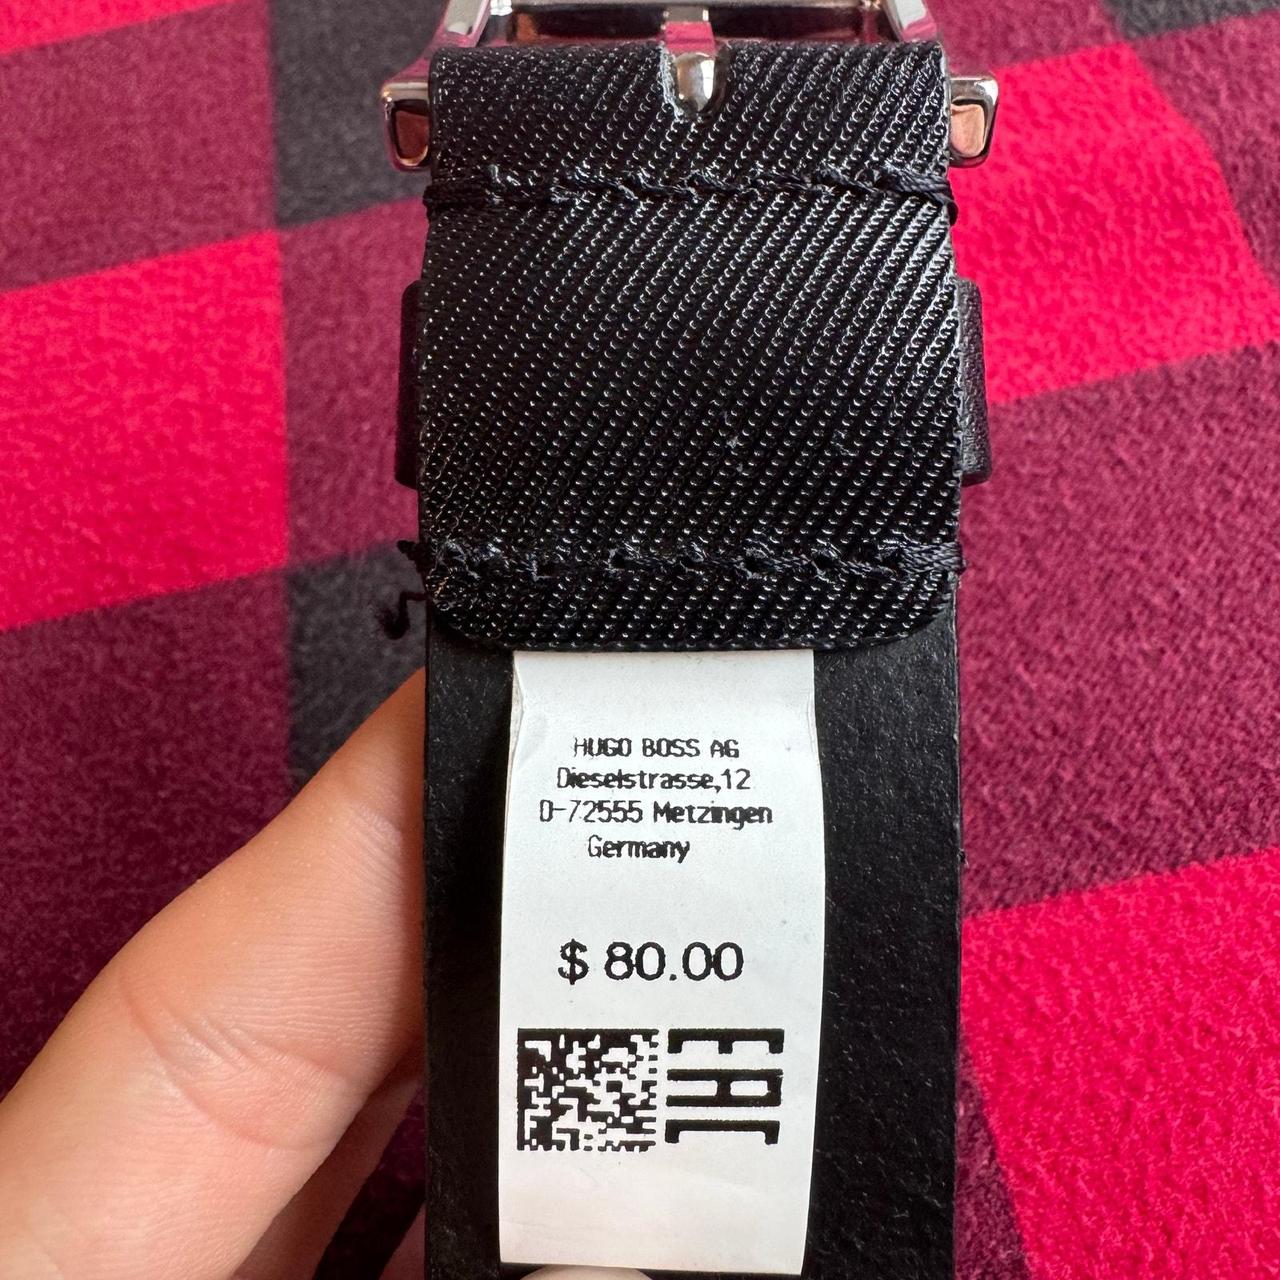 HUGO BOSS AG
Dieselstrasse,12
D-72555 Metzingen
Germany
$ 80.00
EAC